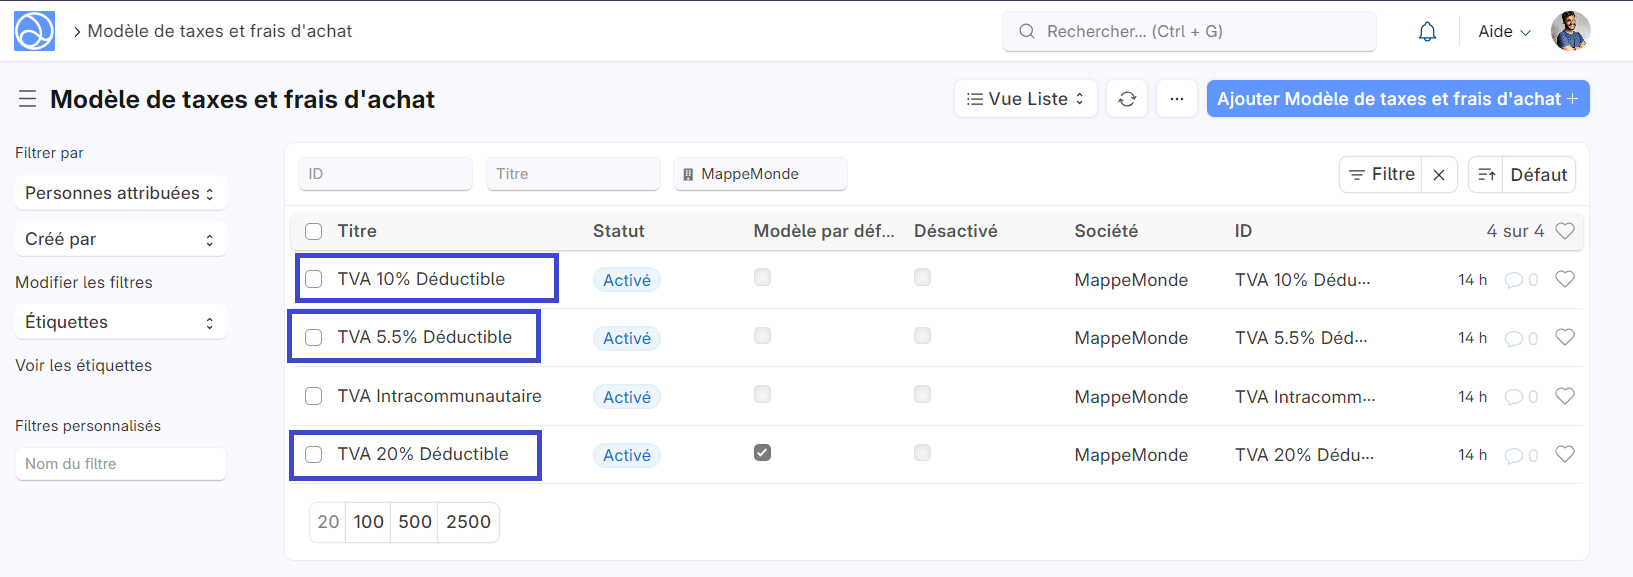 Modèle de taxes et frais d'achat
Rechercher... (Ctrl + G)
Aide
Modèle de taxes et frais d'achat
Vue Liste
Ajouter Modèle de taxes et frais d'achat +
Filtrer par
Personnes attribuées
Créé par
Modifier les filtres
Étiquettes
Voir les étiquettes
Filtres personnalisés
Nom du filtre
ID
Titre
MappeMonde
Filtre
Défaut
Titre Statut Modèle par déf... Désactivé Société ID 4 sur 4
TVA 10% Déductible Activé MappeMonde TVA 10% Dédu... 14 h 0
TVA 5.5% Déductible Activé MappeMonde TVA 5.5% Déd... 14 h 0
TVA Intracommunautaire Activé MappeMonde TVA Intracomm... 14 h 0
TVA 20% Déductible Activé MappeMonde TVA 20% Dédu... 14 h 0
20 100 500 2500